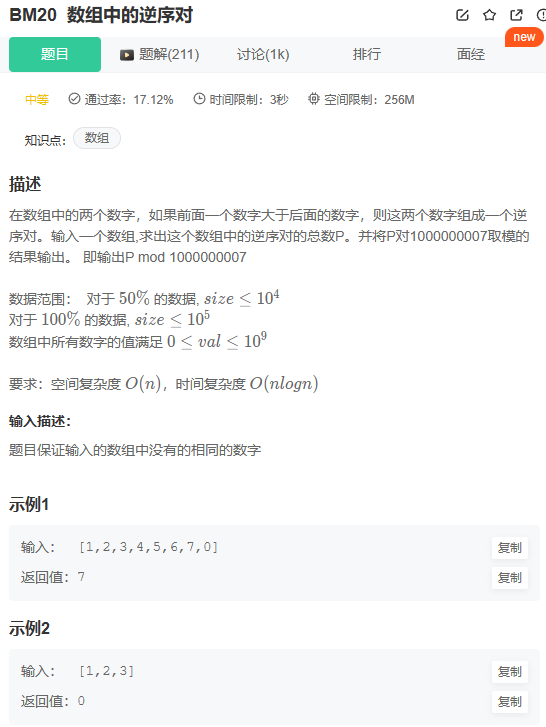 BM20 数组中的逆序对
new
题目 题解(211) 讨论(1k) 排行 面经
中等 通过率：17.12% 时间限制：3秒 空间限制：256M
知识点： 数组
描述
在数组中的两个数字，如果前面一个数字大于后面的数字，则这两个数字组成一个逆
序对。输入一个数组,求出这个数组中的逆序对的总数P。并将P对1000000007取模的
结果输出。 即输出P mod 1000000007
数据范围： 对于 50% 的数据, size ≤ 10^4
对于 100% 的数据, size ≤ 10^5
数组中所有数字的值满足 0 ≤ val ≤ 10^9
要求：空间复杂度 O(n)，时间复杂度 O(nlogn)
输入描述：
题目保证输入的数组中没有的相同的数字
示例1
输入： [1,2,3,4,5,6,7,0] 复制
返回值：7 复制
示例2
输入： [1,2,3] 复制
返回值：0 复制